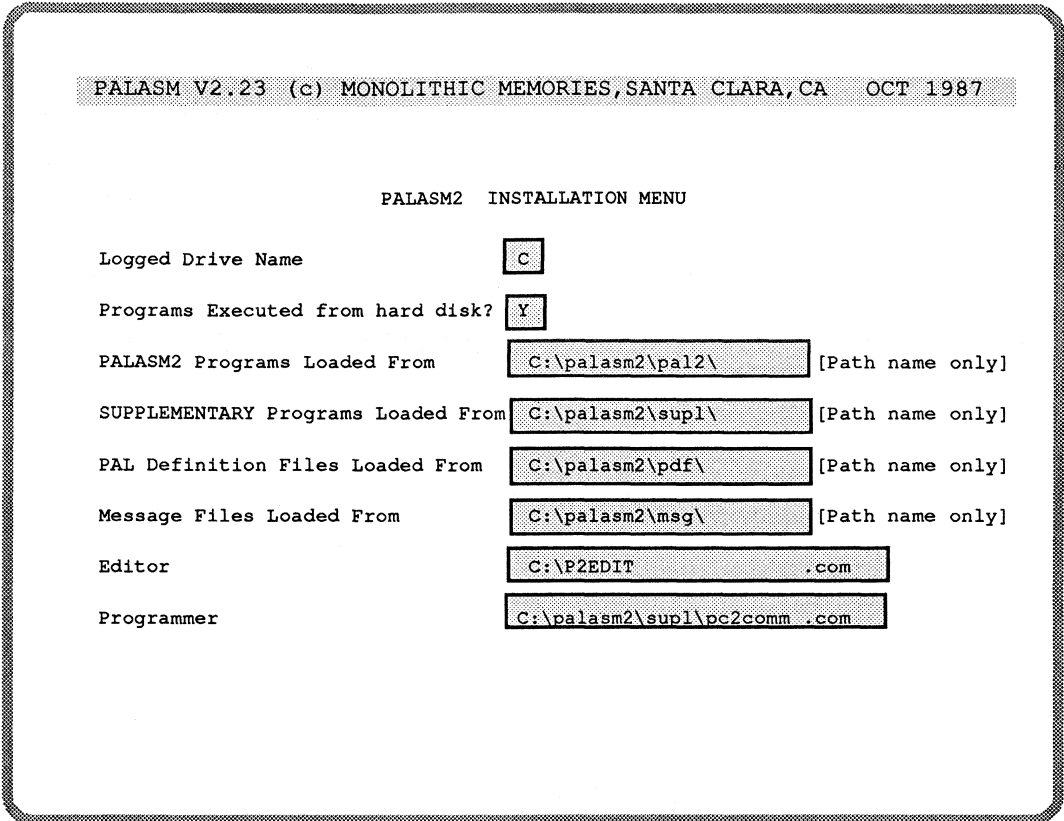 PALASM V2.23 (c) MONOLITHIC MEMORIES,SANTA CLARA,CA OCT 1987
PALASM2 INSTALLATION MENU
Logged Drive Name C
Programs Executed from hard disk? Y
PALASM2 Programs Loaded From C:\palasm2\pal2\ [Path name only]
SUPPLEMENTARY Programs Loaded From C:\palasm2\supl\ [Path name only]
PAL Definition Files Loaded From C:\palasm2\pdf\ [Path name only]
Message Files Loaded From C:\palasm2\msg\ [Path name only]
Editor C:\P2EDIT .com
Programmer C:\palasm2\supl\pc2comm .com